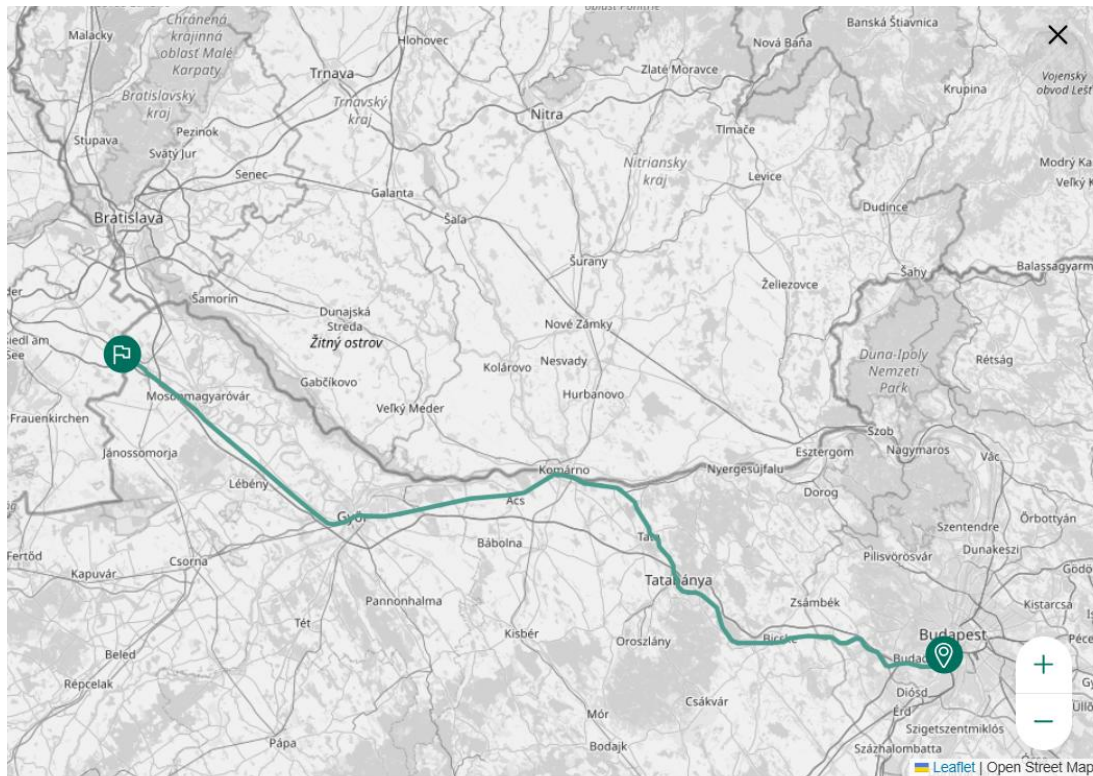 Chránená
krajinná
oblasť Malé
Karpaty
Malacky
Hlohovec
Banská Štiavnica
Nová Baňa
Trnava
Zlaté Moravce
Vojenský
obvod Lešť
Bratislavský
kraj
Trnavský
kraj
Nitra
Krupina
Pezinok
Stupava
Svätý Jur
Tlmače
Senec
Galanta
Nitriansky
kraj
Levice
Modrý Ka
Veľký K
Bratislava
Šaľa
Dudince
Šurany
Šahy
Balassagyarm
Želiezovce
Šamorín
Dunajská
Streda
Žitný ostrov
Nové Zámky
siedl am
See
Kolárovo
Nesvady
Duna-Ipoly
Nemzeti
Park
Rétság
Gabčíkovo
Mosonmagyaróvár
Hurbanovo
Veľký Meder
Frauenkirchen
Szob
Jánossomorja
Esztergom
Nagymaros
Vác
Komárno
Nyergesújfalu
Lébény
Ács
Dorog
Győr
Szentendre
Őrbottyán
Bábolna
Tata
Fertőd
Csorna
Pilisvörösvár
Dunakeszi
Kapuvár
Tatabánya
Pannonhalma
Zsámbék
Kistarcsa
Tét
Kisbér
Oroszlány
Bicske
Budapest
Péce
Beled
Répcelak
Csákvár
Diósd
Érd
Mór
Szigetszentmiklós
Pápa
Bodajk
Százhalombatta
+
−
Leaflet | Open Street Map